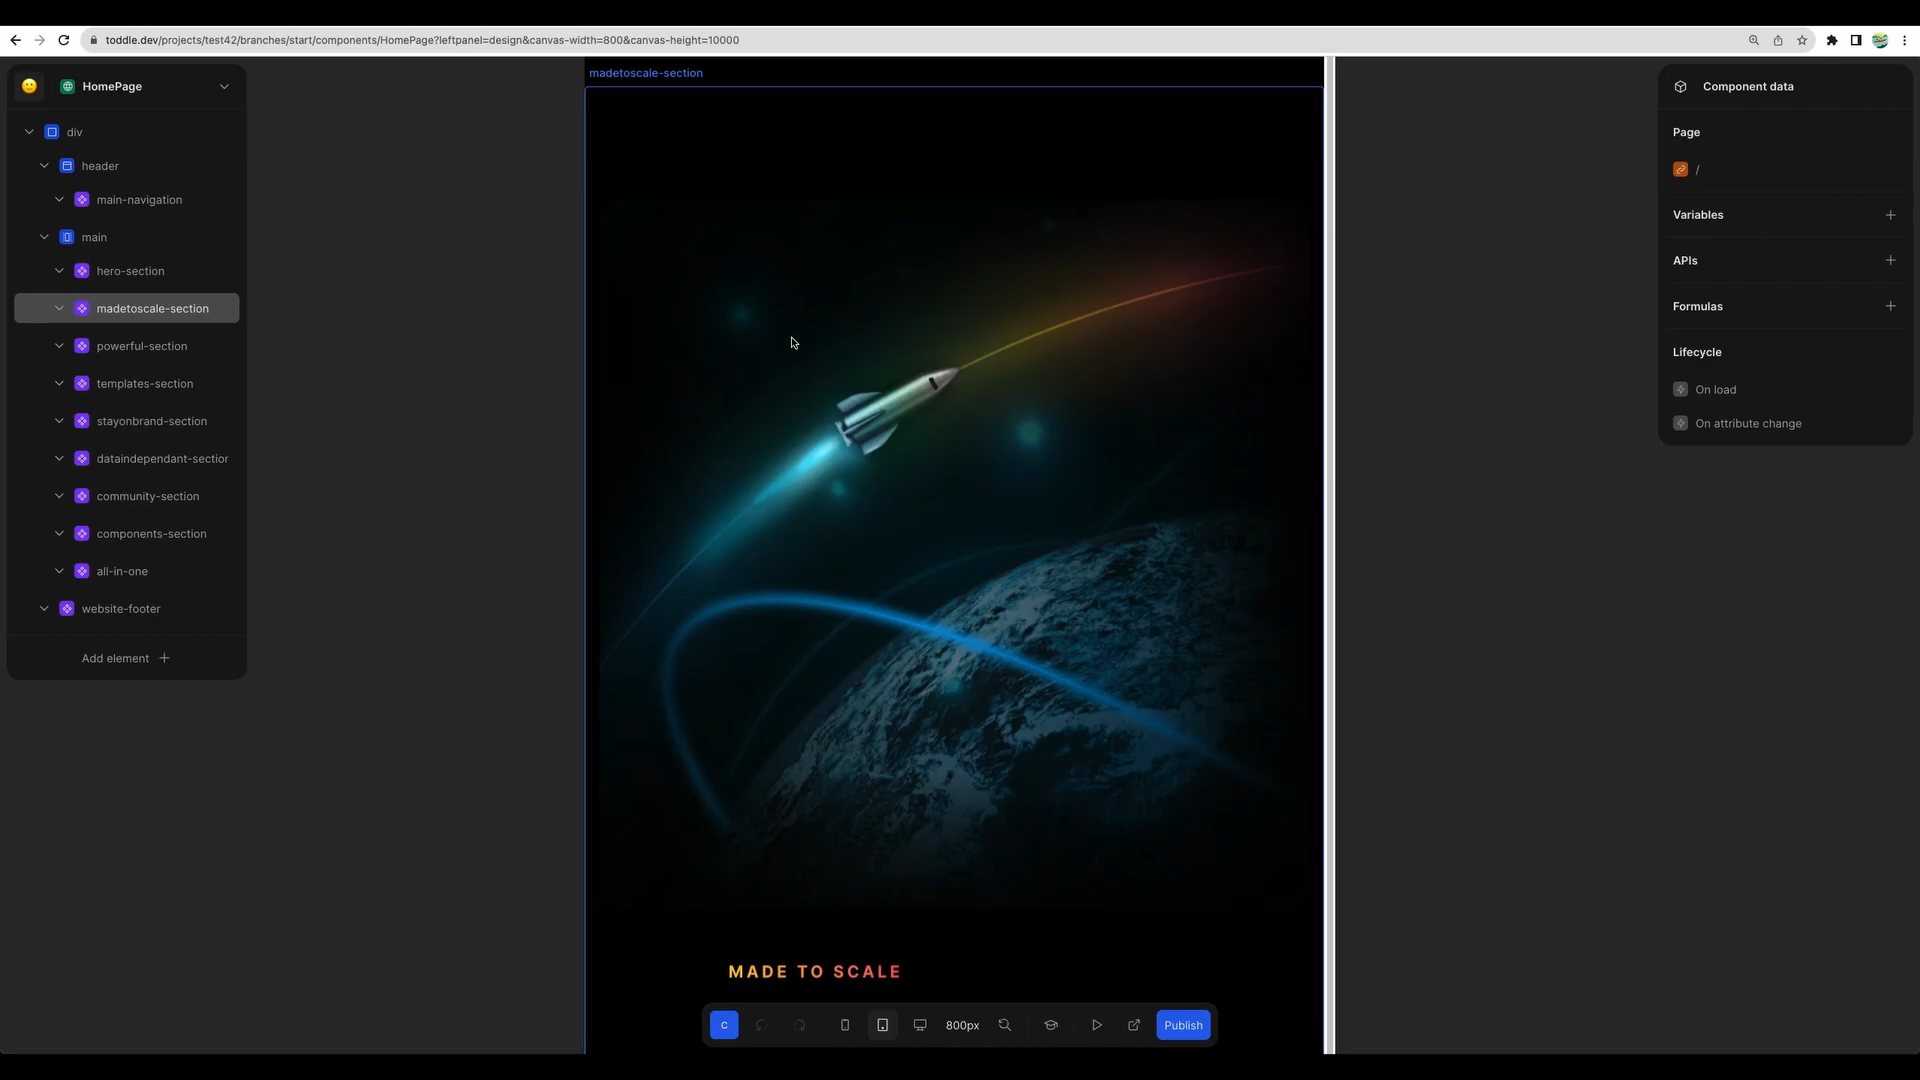 toddle.dev/projects/test42/branches/start/components/HomePage?leftpanel=design&canvas-width=800&canvas-height=10000
HomePage
div
header
main-navigation
main
hero-section
madetoscale-section
powerful-section
templates-section
stayonbrand-section
dataindependant-section
community-section
components-section
all-in-one
website-footer
Add element
madetoscale-section
MADE TO SCALE
C
800px
Publish
Component data
Page
/
Variables
APIs
Formulas
Lifecycle
On load
On attribute change